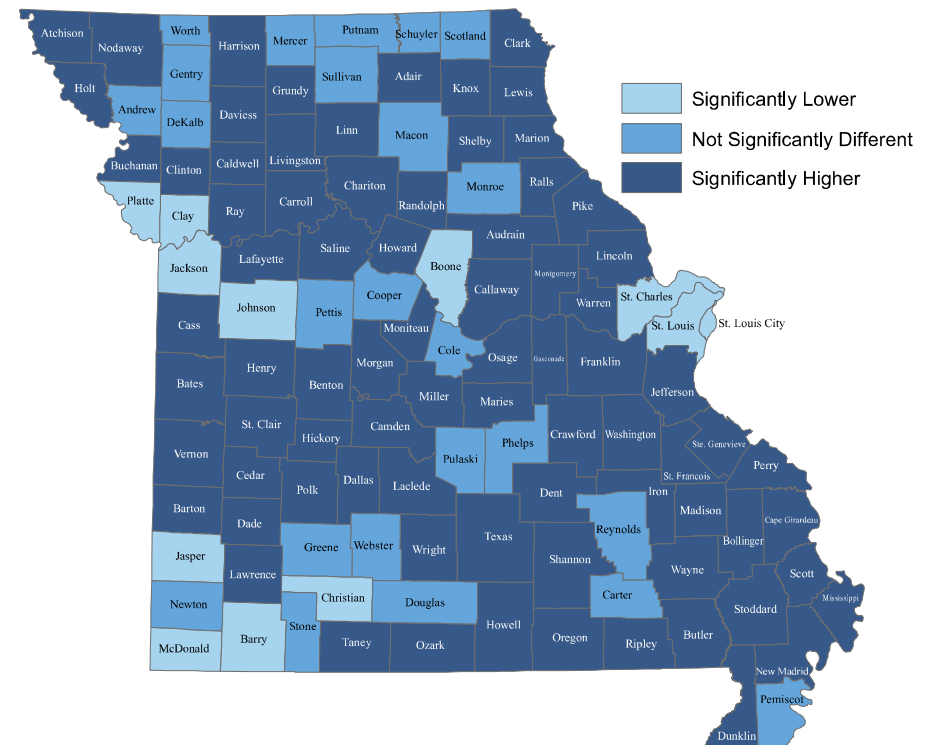 Atchison
Nodaway
Worth
Harrison
Mercer
Putnam
Schuyler
Scotland
Clark
Holt
Gentry
Sullivan
Adair
Knox
Lewis
Grundy
Andrew
DeKalb
Daviess
Linn
Macon
Shelby
Marion
Buchanan
Clinton
Caldwell
Livingston
Chariton
Randolph
Monroe
Ralls
Pike
Platte
Clay
Ray
Carroll
Audrain
Saline
Howard
Boone
Lincoln
Jackson
Lafayette
Callaway
Montgomery
Warren
St. Charles
St. Louis
St. Louis City
Johnson
Pettis
Cooper
Moniteau
Cole
Osage
Gasconade
Franklin
Cass
Henry
Benton
Morgan
Miller
Maries
Jefferson
Bates
St. Clair
Hickory
Camden
Pulaski
Phelps
Crawford
Washington
Ste. Genevieve
St. Francois
Perry
Vernon
Cedar
Polk
Dallas
Laclede
Dent
Iron
Madison
Cape Girardeau
Bollinger
Barton
Dade
Greene
Webster
Wright
Texas
Shannon
Reynolds
Wayne
Scott
Mississippi
Jasper
Lawrence
Christian
Douglas
Howell
Carter
Stoddard
Newton
Stone
Taney
Ozark
Oregon
Ripley
Butler
McDonald
Barry
New Madrid
Pemiscot
Dunklin
Significantly Lower
Not Significantly Different
Significantly Higher